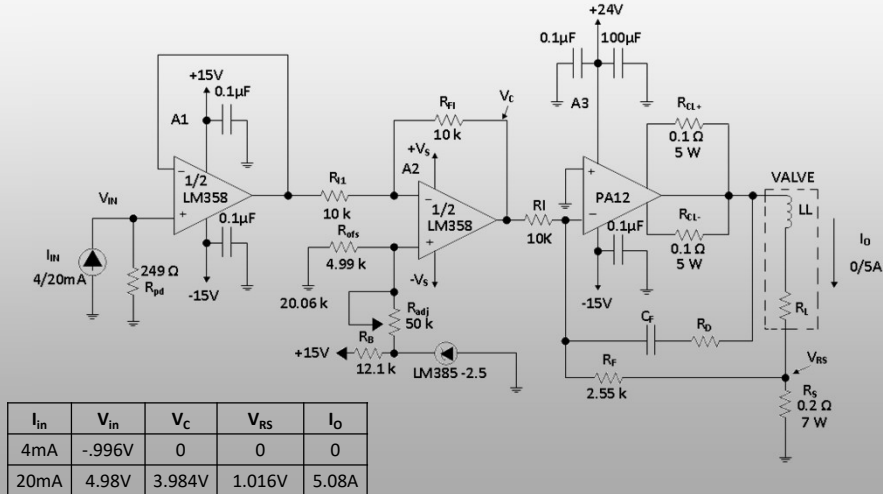 +24V
0.1µF
100µF
A3
+15V
0.1µF
A1
1/2
LM358
VIN
IIN
4/20mA
249 Ω
Rpd
0.1µF
-15V
RI1
10 k
RFI
10 k
VC
+VS
A2
1/2
LM358
-VS
Rofs
4.99 k
20.06 k
Radj
50 k
RB
+15V
12.1 k
LM385 -2.5
RI
10K
PA12
0.1µF
-15V
RCL+
0.1 Ω
5 W
RCL-
0.1 Ω
5 W
VALVE
LL
IO
0/5A
RL
CF
RD
RF
2.55 k
VRS
RS
0.2 Ω
7 W
Iin Vin VC VRS IO
4mA -.996V 0 0 0
20mA 4.98V 3.984V 1.016V 5.08A